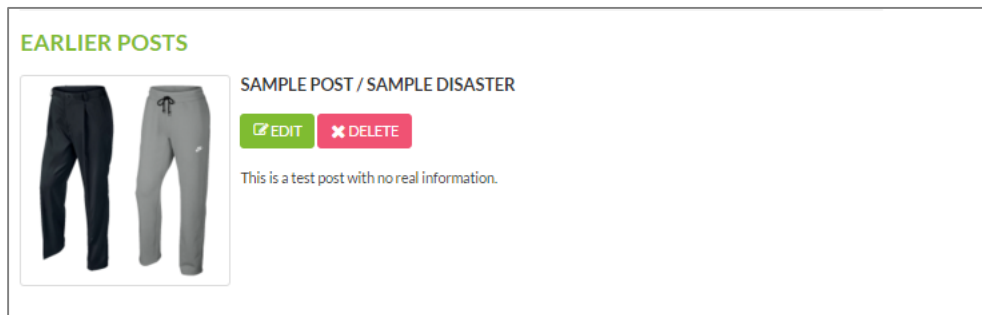 EARLIER POSTS
SAMPLE POST / SAMPLE DISASTER
EDIT DELETE
This is a test post with no real information.